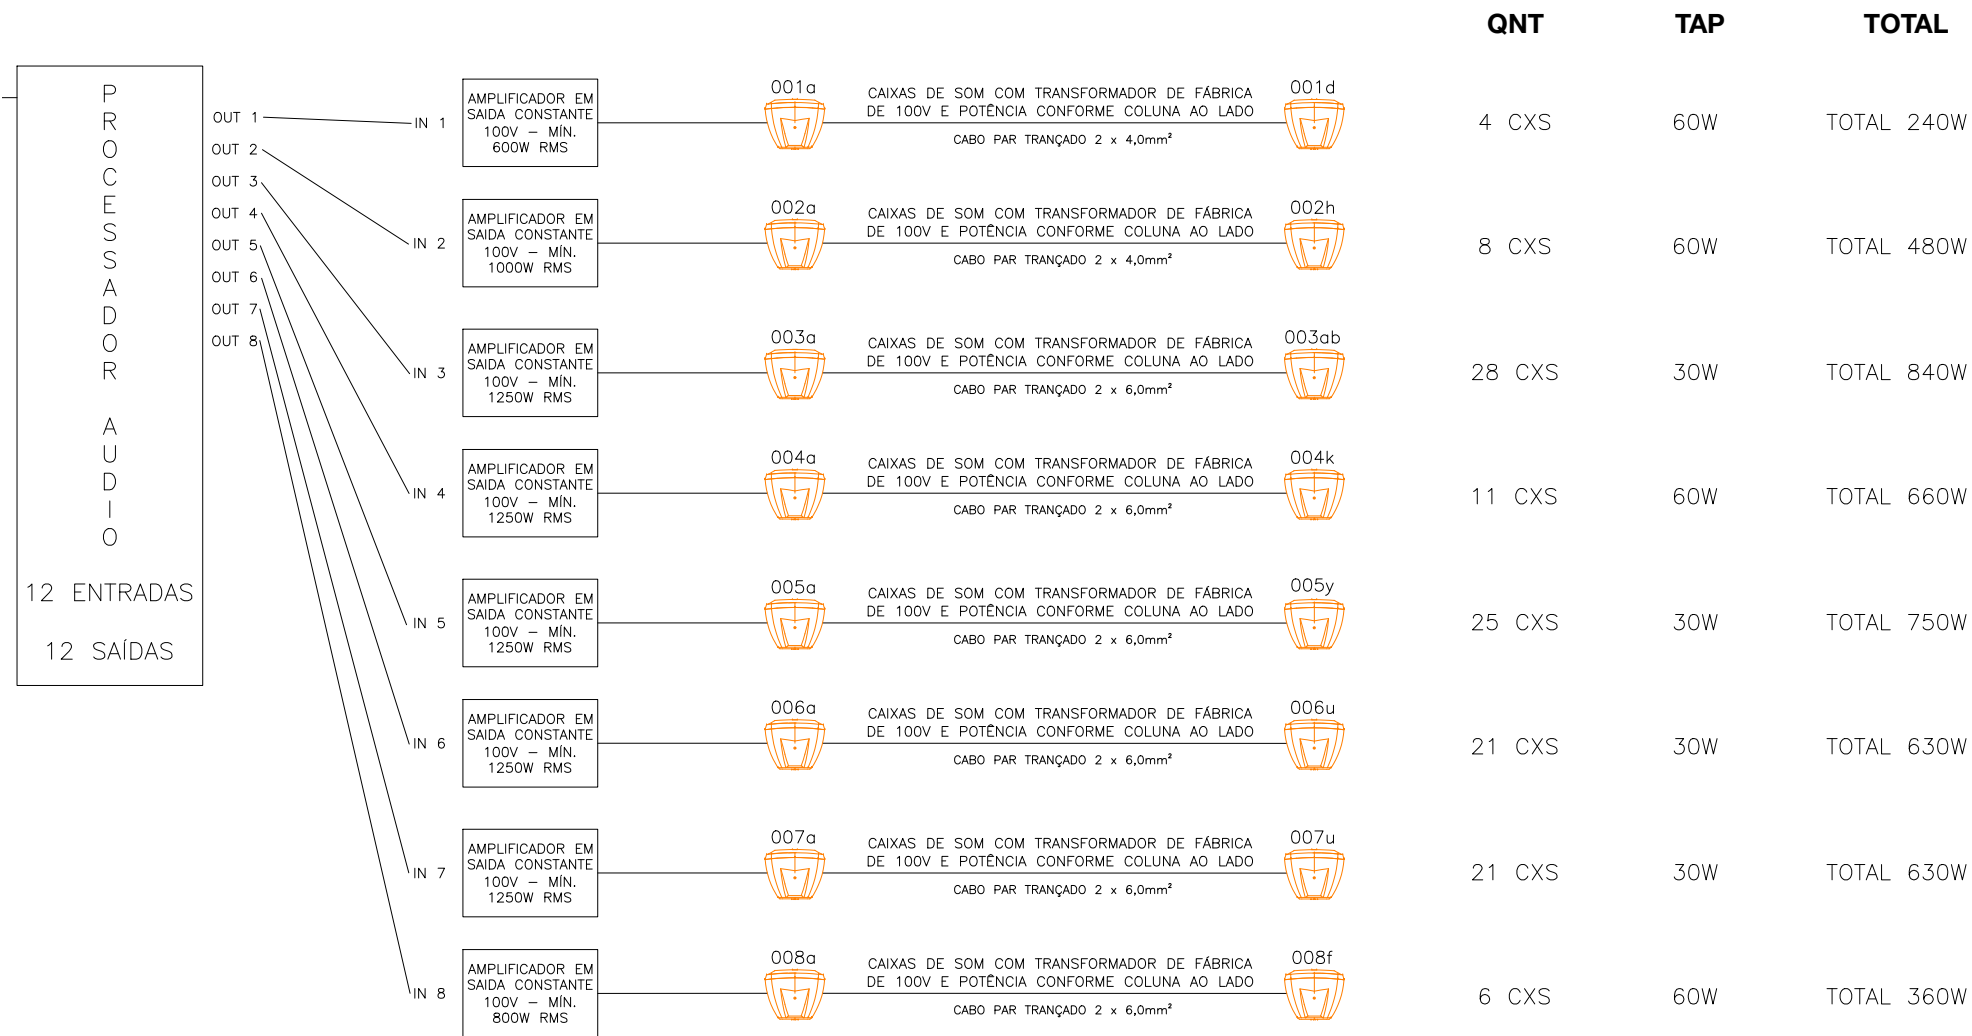 QNT TAP TOTAL
PROCESSADOR AUDIO
12 ENTRADAS
12 SAÍDAS
OUT 1
OUT 2
OUT 3
OUT 4
OUT 5
OUT 6
OUT 7
OUT 8
IN 1
AMPLIFICADOR EM
SAIDA CONSTANTE
100V – MÍN.
600W RMS
001a
CAIXAS DE SOM COM TRANSFORMADOR DE FÁBRICA
DE 100V E POTÊNCIA CONFORME COLUNA AO LADO
CABO PAR TRANÇADO 2 x 4,0mm²
001d
4 CXS 60W TOTAL 240W
IN 2
AMPLIFICADOR EM
SAIDA CONSTANTE
100V – MÍN.
1000W RMS
002a
CAIXAS DE SOM COM TRANSFORMADOR DE FÁBRICA
DE 100V E POTÊNCIA CONFORME COLUNA AO LADO
CABO PAR TRANÇADO 2 x 4,0mm²
002h
8 CXS 60W TOTAL 480W
IN 3
AMPLIFICADOR EM
SAIDA CONSTANTE
100V – MÍN.
1250W RMS
003a
CAIXAS DE SOM COM TRANSFORMADOR DE FÁBRICA
DE 100V E POTÊNCIA CONFORME COLUNA AO LADO
CABO PAR TRANÇADO 2 x 6,0mm²
003ab
28 CXS 30W TOTAL 840W
IN 4
AMPLIFICADOR EM
SAIDA CONSTANTE
100V – MÍN.
1250W RMS
004a
CAIXAS DE SOM COM TRANSFORMADOR DE FÁBRICA
DE 100V E POTÊNCIA CONFORME COLUNA AO LADO
CABO PAR TRANÇADO 2 x 6,0mm²
004k
11 CXS 60W TOTAL 660W
IN 5
AMPLIFICADOR EM
SAIDA CONSTANTE
100V – MÍN.
1250W RMS
005a
CAIXAS DE SOM COM TRANSFORMADOR DE FÁBRICA
DE 100V E POTÊNCIA CONFORME COLUNA AO LADO
CABO PAR TRANÇADO 2 x 6,0mm²
005y
25 CXS 30W TOTAL 750W
IN 6
AMPLIFICADOR EM
SAIDA CONSTANTE
100V – MÍN.
1250W RMS
006a
CAIXAS DE SOM COM TRANSFORMADOR DE FÁBRICA
DE 100V E POTÊNCIA CONFORME COLUNA AO LADO
CABO PAR TRANÇADO 2 x 6,0mm²
006u
21 CXS 30W TOTAL 630W
IN 7
AMPLIFICADOR EM
SAIDA CONSTANTE
100V – MÍN.
1250W RMS
007a
CAIXAS DE SOM COM TRANSFORMADOR DE FÁBRICA
DE 100V E POTÊNCIA CONFORME COLUNA AO LADO
CABO PAR TRANÇADO 2 x 6,0mm²
007u
21 CXS 30W TOTAL 630W
IN 8
AMPLIFICADOR EM
SAIDA CONSTANTE
100V – MÍN.
800W RMS
008a
CAIXAS DE SOM COM TRANSFORMADOR DE FÁBRICA
DE 100V E POTÊNCIA CONFORME COLUNA AO LADO
CABO PAR TRANÇADO 2 x 6,0mm²
008f
6 CXS 60W TOTAL 360W